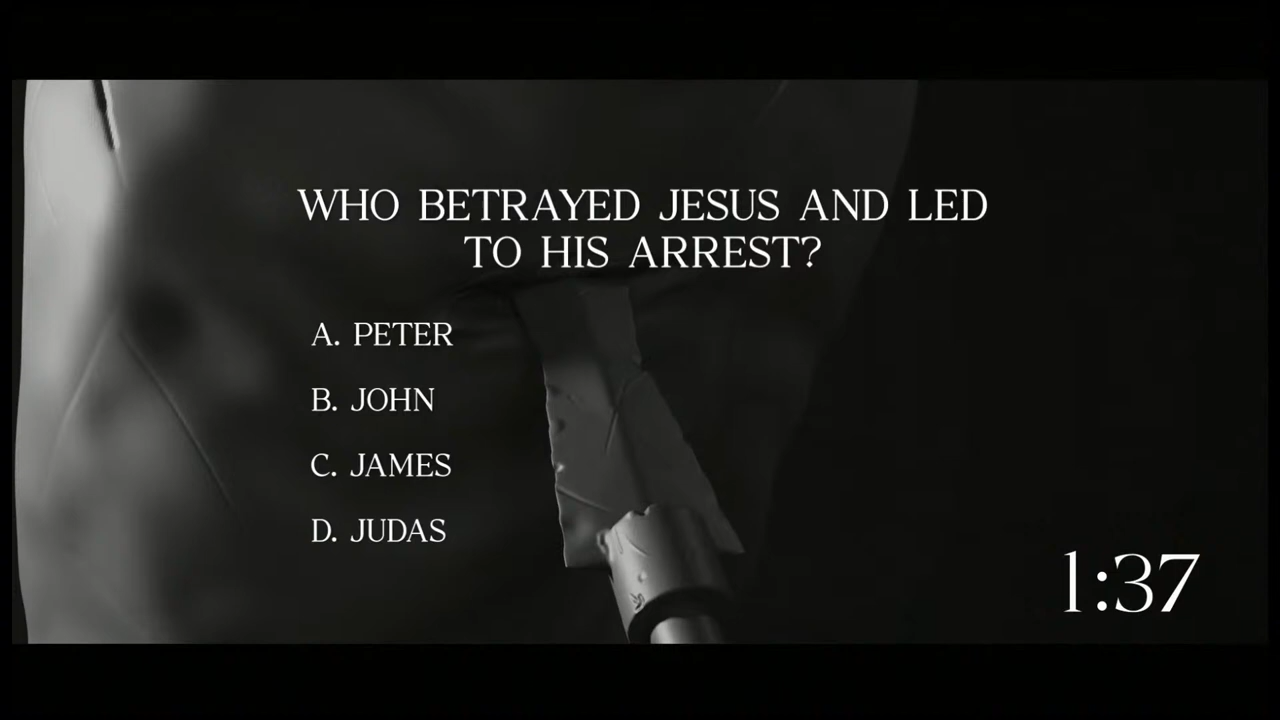 WHO BETRAYED JESUS AND LED
TO HIS ARREST?
A. PETER
B. JOHN
C. JAMES
D. JUDAS
1:37